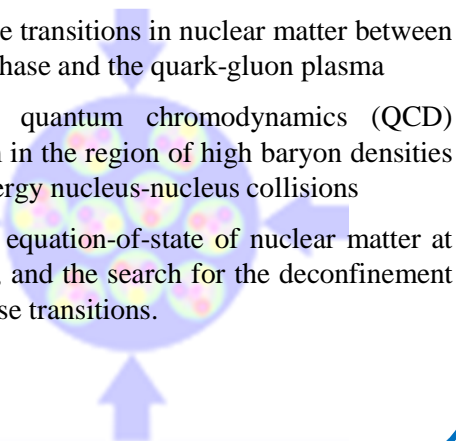 e transitions in nuclear matter between
hase and the quark-gluon plasma
quantum chromodynamics (QCD)
in the region of high baryon densities
ergy nucleus-nucleus collisions
equation-of-state of nuclear matter at
, and the search for the deconfinement
se transitions.